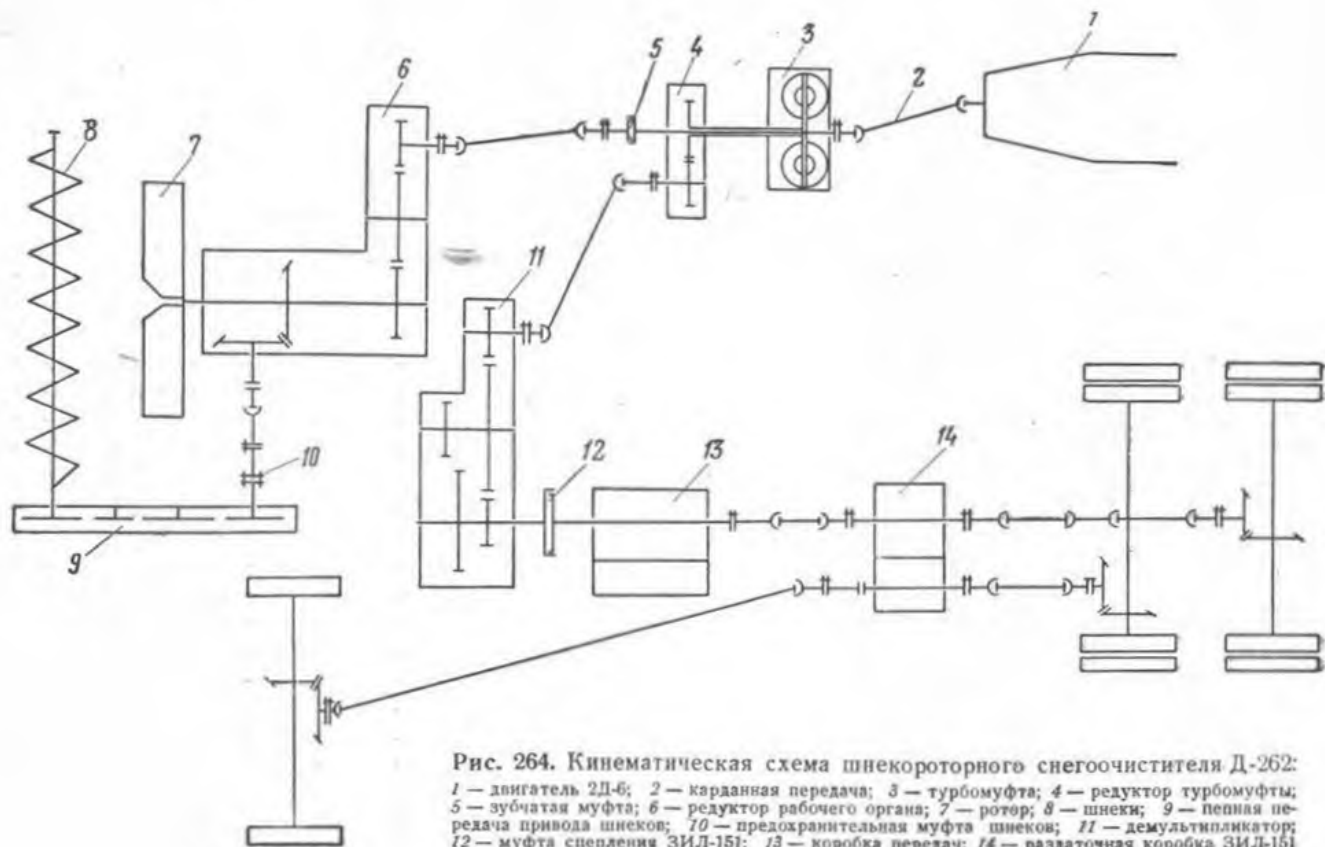 1
2
3
4
5
6
7
8
9
10
11
12
13
14
Рис. 264. Кинематическая схема шнекороторного снегоочистителя Д-262:
1 — двигатель 2Д-6; 2 — карданная передача; 3 — турбомуфта; 4 — редуктор турбомуфты;
5 — зубчатая муфта; 6 — редуктор рабочего органа; 7 — ротор; 8 — шнеки; 9 — цепная пе-
редача привода шнеков; 10 — предохранительная муфта шнеков; 11 — демультипликатор;
12 — муфта сцепления ЗИЛ-151; 13 — коробка передач; 14 — раздаточная коробка ЗИЛ-151